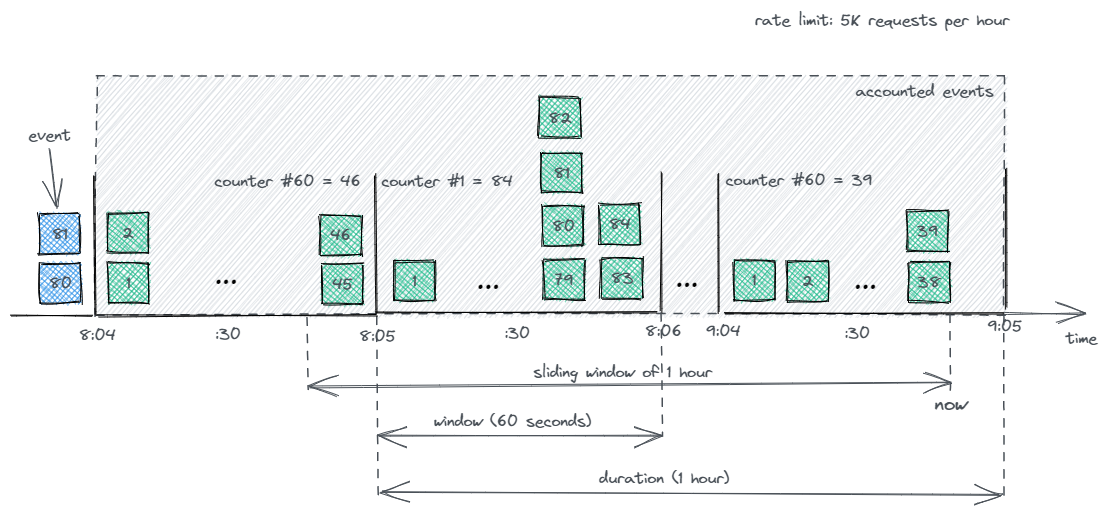 rate limit: 5K requests per hour
accounted events
event
counter #60 = 46
counter #1 = 84
counter #60 = 39
82
81
81
2
46
80
84
39
80
1
...
45
1
...
79
83
...
1
2
...
38
8:04
:30
8:05
:30
8:06
9:04
:30
9:05
time
sliding window of 1 hour
now
window (60 seconds)
duration (1 hour)